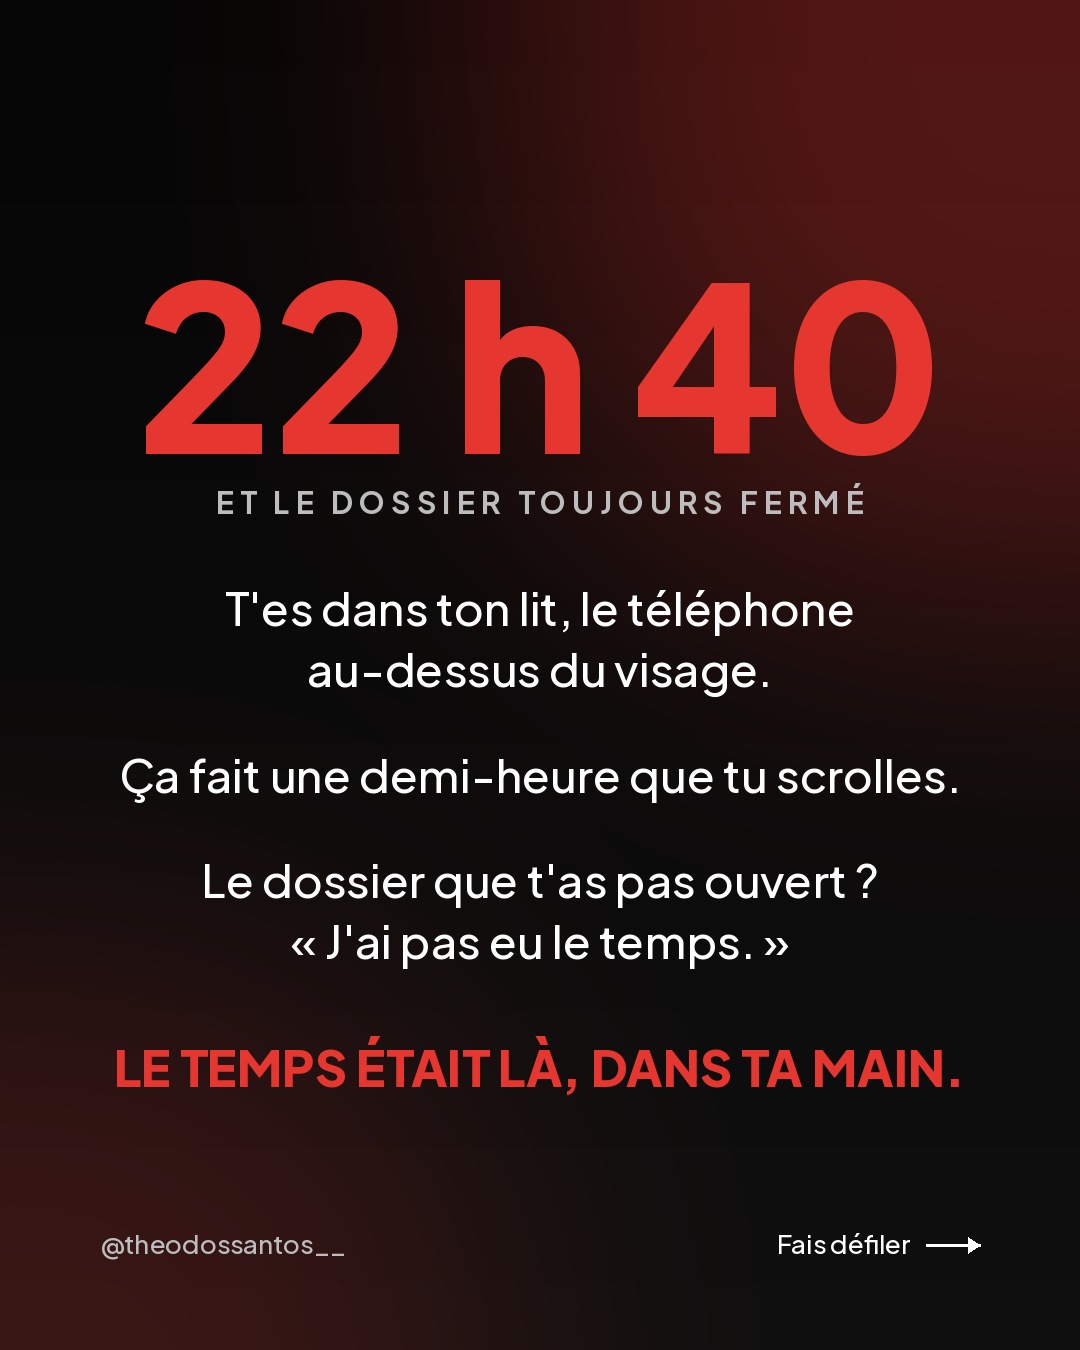 22 h 40
ET LE DOSSIER TOUJOURS FERMÉ
T'es dans ton lit, le téléphone
au-dessus du visage.
Ça fait une demi-heure que tu scrolles.
Le dossier que t'as pas ouvert ?
« J'ai pas eu le temps. »
LE TEMPS ÉTAIT LÀ, DANS TA MAIN.
@theodossantos__
Fais défiler